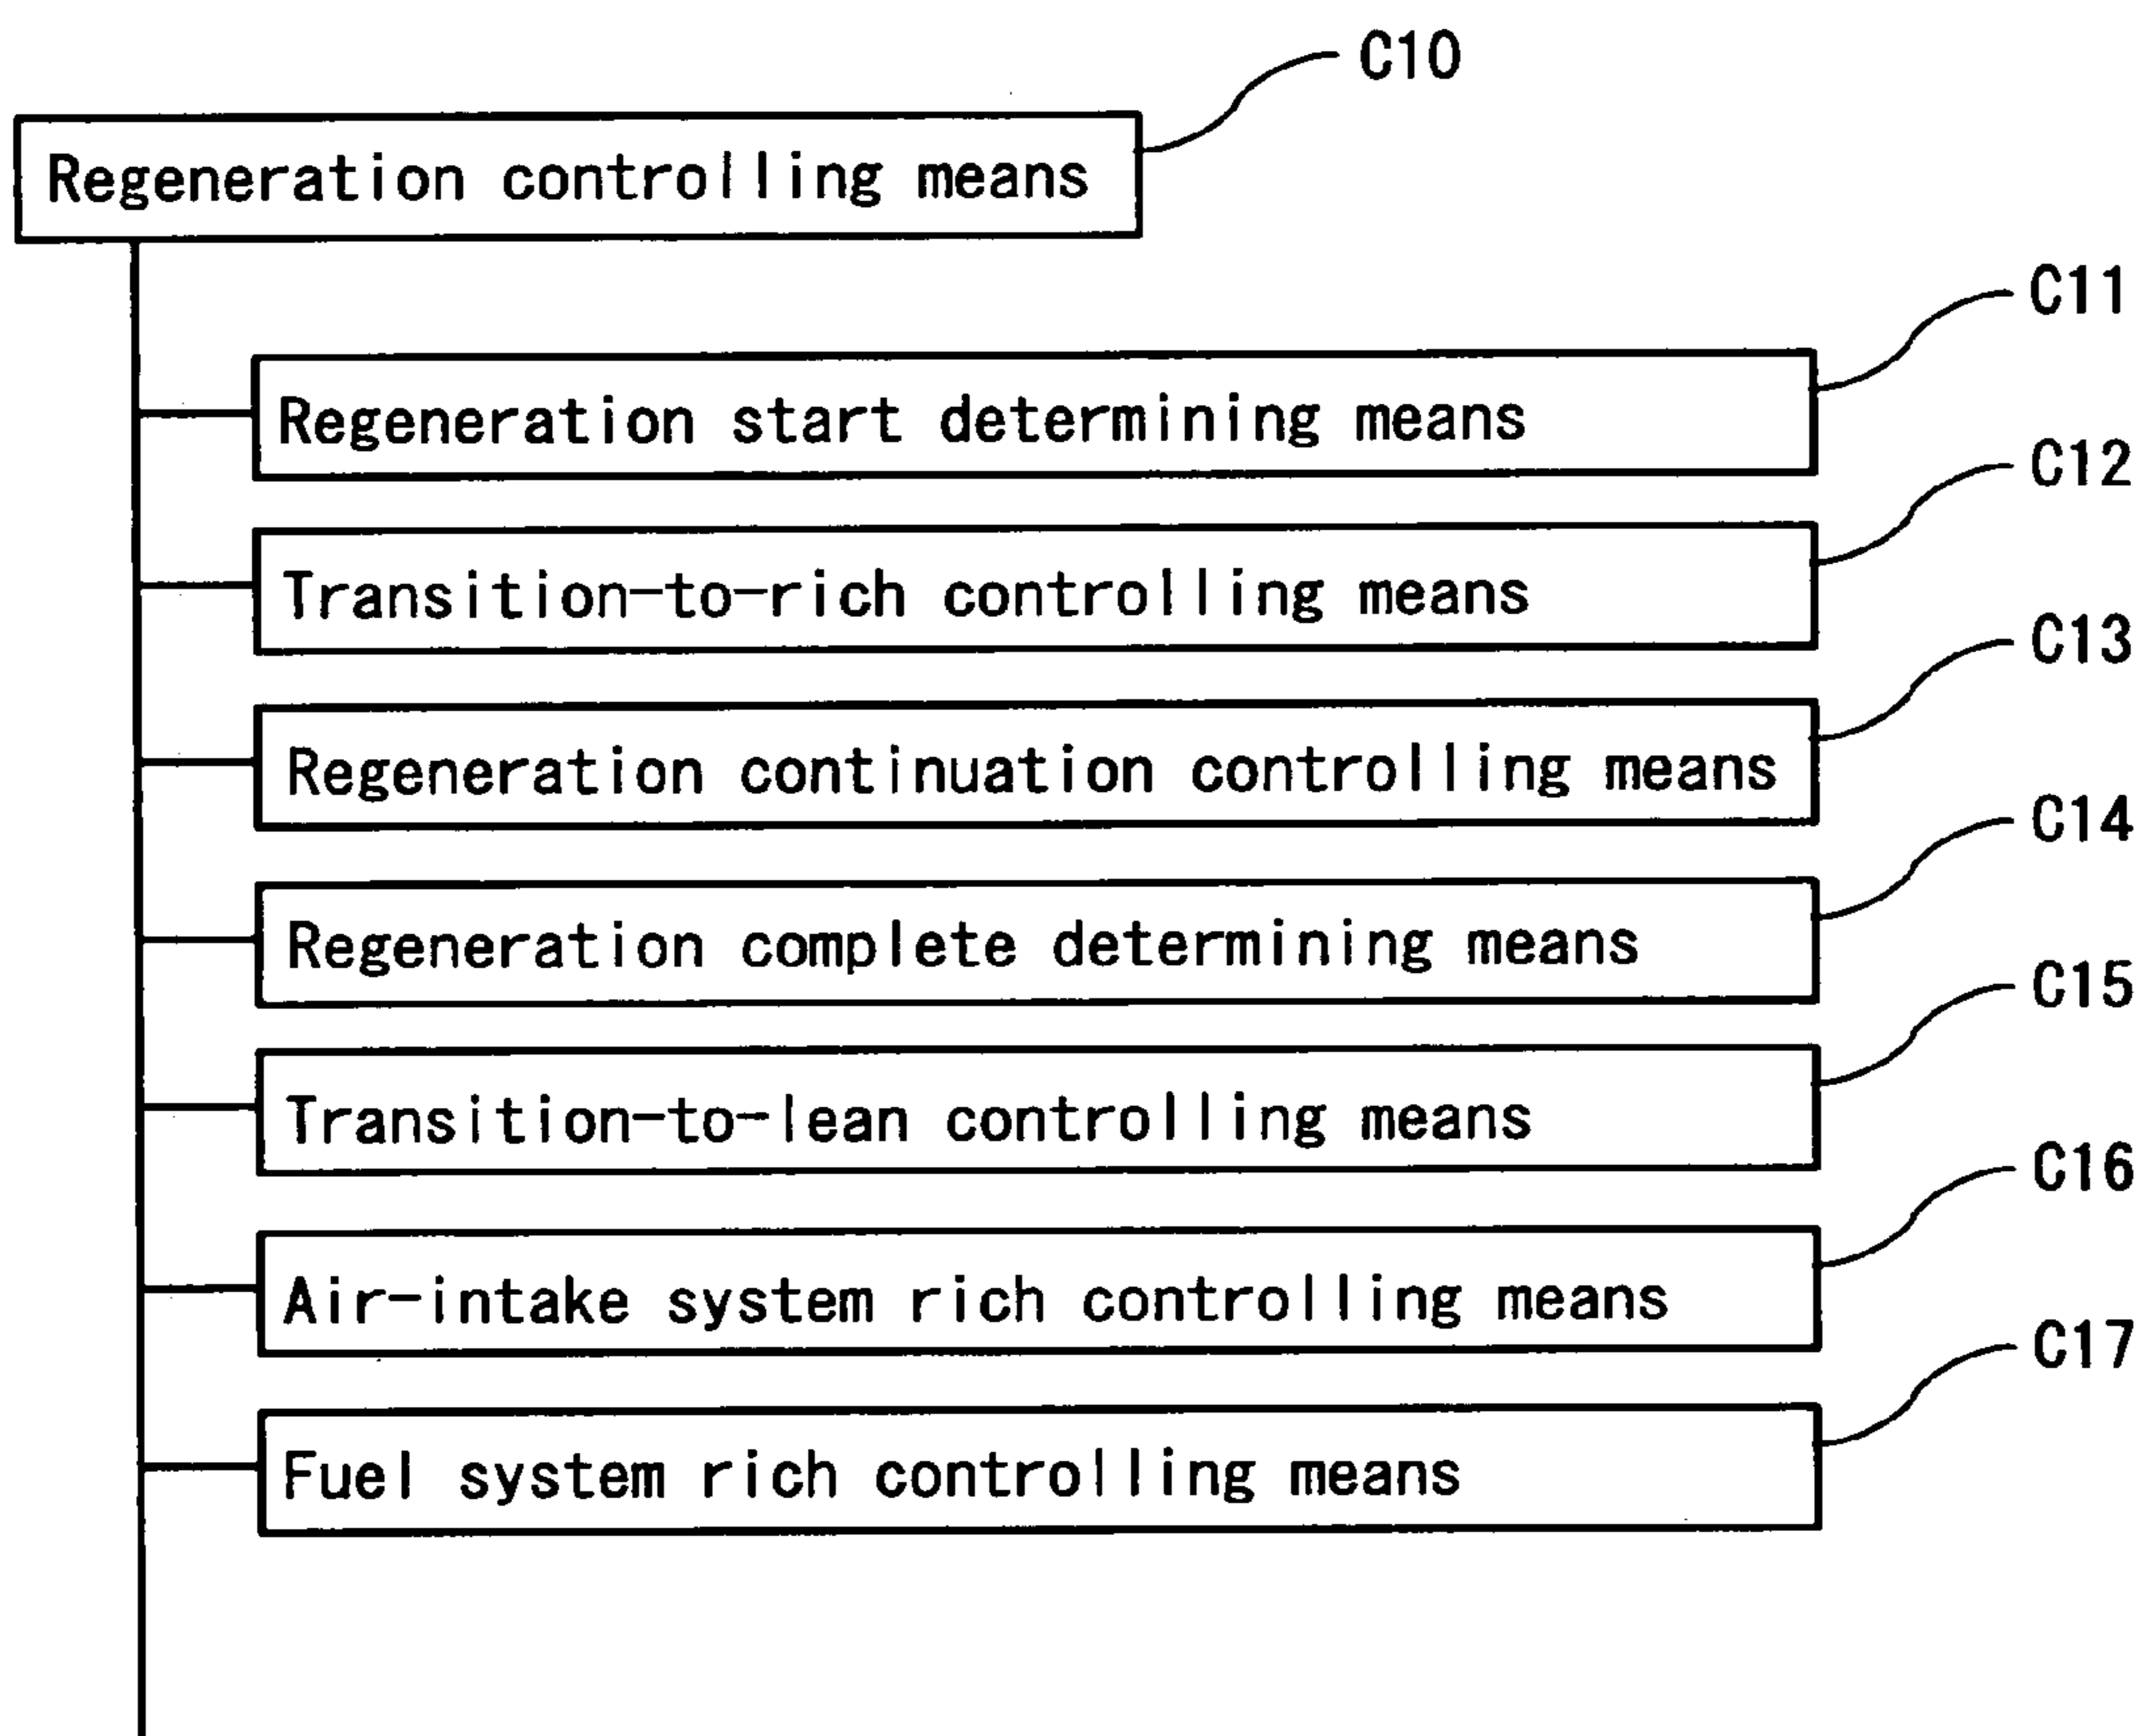 C10
Regeneration controlling means
C11
Regeneration start determining means
C12
Transition-to-rich controlling means
C13
Regeneration continuation controlling means
C14
Regeneration complete determining means
C15
Transition-to-lean controlling means
C16
Air-intake system rich controlling means
C17
Fuel system rich controlling means